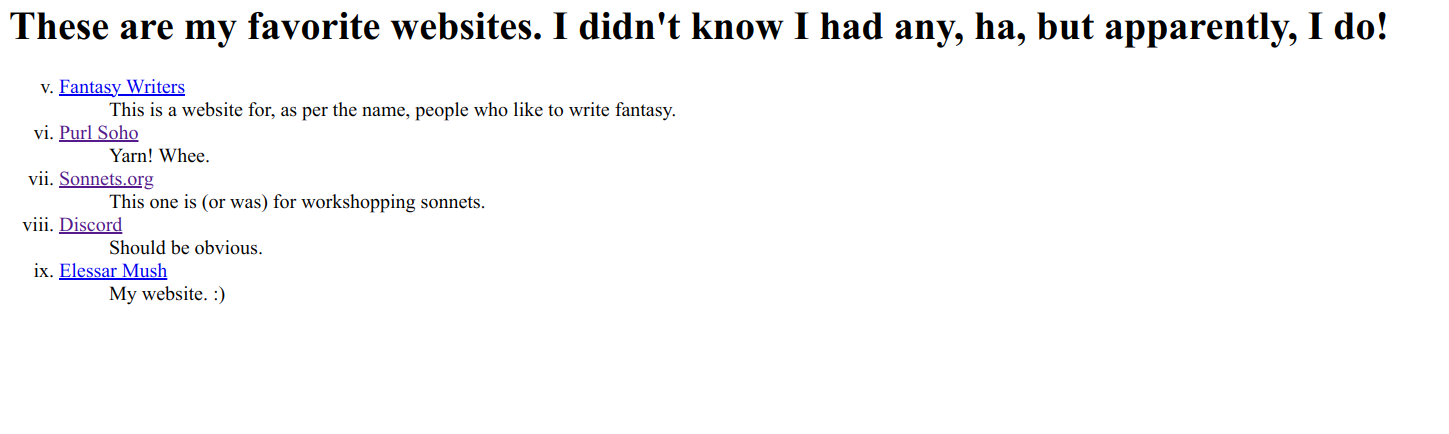 These are my favorite websites. I didn't know I had any, ha, but apparently, I do!
v. Fantasy Writers
This is a website for, as per the name, people who like to write fantasy.
vi. Purl Soho
Yarn! Whee.
vii. Sonnets.org
This one is (or was) for workshopping sonnets.
viii. Discord
Should be obvious.
ix. Elessar Mush
My website. :)